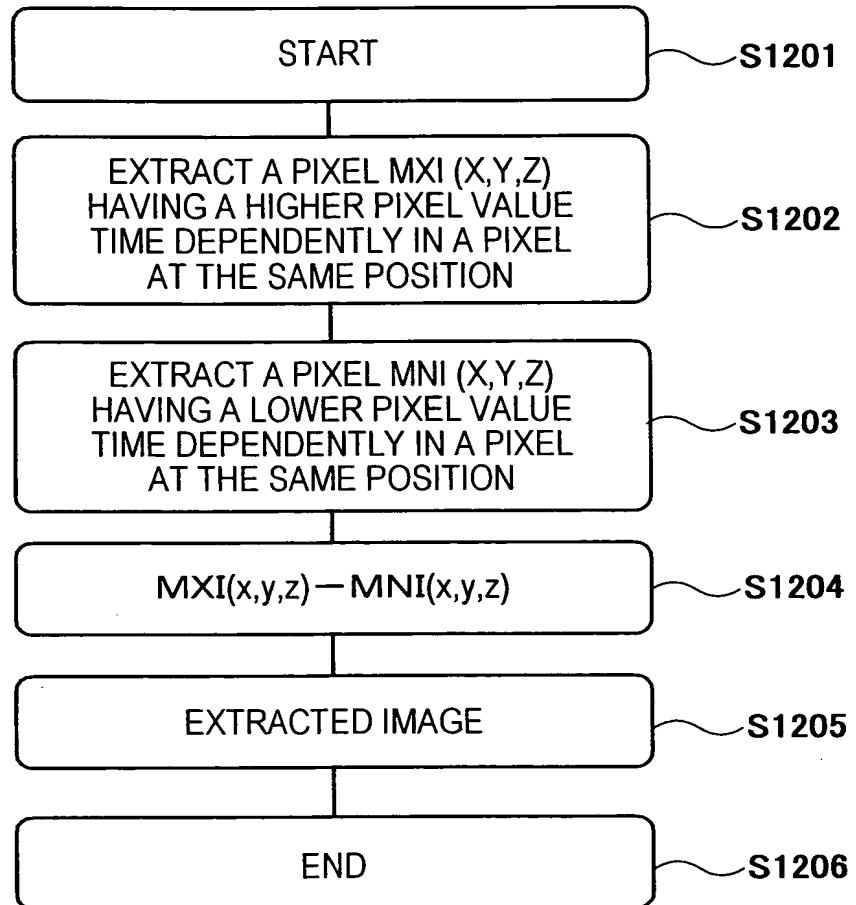 START
S1201
EXTRACT A PIXEL MXI (X,Y,Z)
HAVING A HIGHER PIXEL VALUE
TIME DEPENDENTLY IN A PIXEL
AT THE SAME POSITION
S1202
EXTRACT A PIXEL MNI (X,Y,Z)
HAVING A LOWER PIXEL VALUE
TIME DEPENDENTLY IN A PIXEL
AT THE SAME POSITION
S1203
MXI(x,y,z)—MNI(x,y,z)
S1204
EXTRACTED IMAGE
S1205
END
S1206